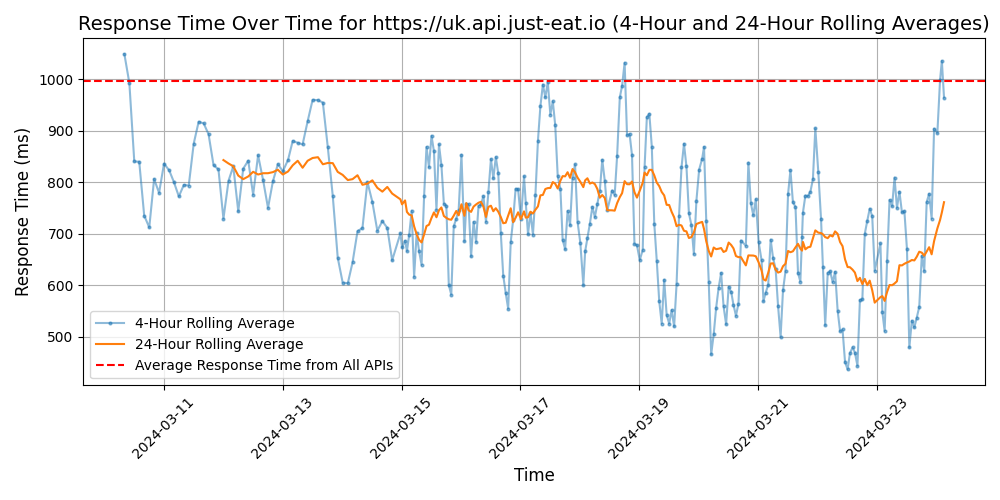 Response Time Over Time for https://uk.api.just-eat.io (4-Hour and 24-Hour Rolling Averages)
Response Time (ms)
1000
900
800
700
600
500
4-Hour Rolling Average
24-Hour Rolling Average
Average Response Time from All APIs
2024-03-11
2024-03-13
2024-03-15
2024-03-17
2024-03-19
2024-03-21
2024-03-23
Time